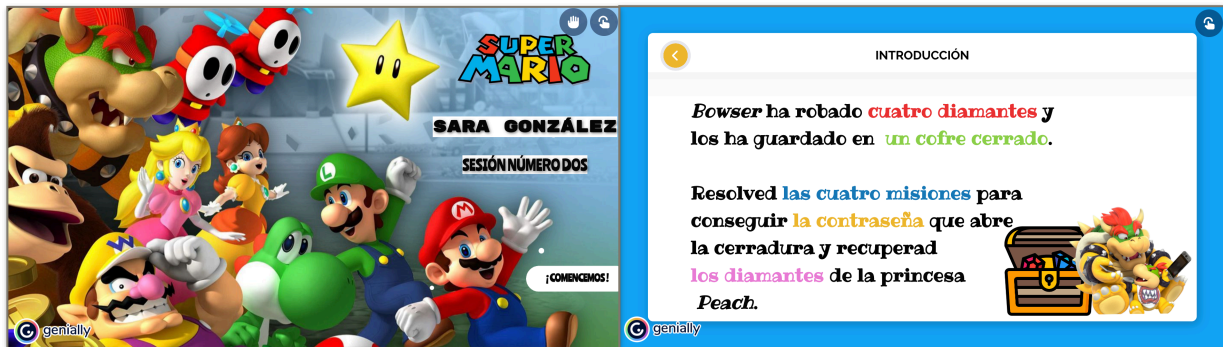 SUPER
MARIO
SARA GONZÁLEZ
SESIÓN NÚMERO DOS
¡COMENCEMOS!
genially
INTRODUCCIÓN
Bowser ha robado cuatro diamantes y
los ha guardado en un cofre cerrado.
Resolved las cuatro misiones para
conseguir la contraseña que abre
la cerradura y recuperad
los diamantes de la princesa
Peach.
genially